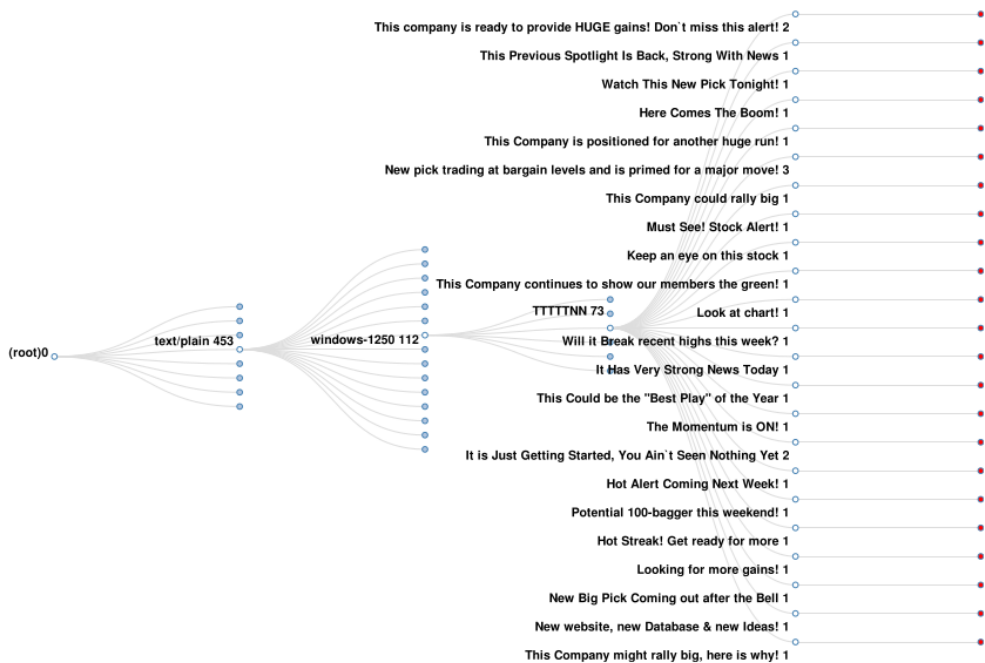 This company is ready to provide HUGE gains! Don`t miss this alert! 2
This Previous Spotlight Is Back, Strong With News 1
Watch This New Pick Tonight! 1
Here Comes The Boom! 1
This Company is positioned for another huge run! 1
New pick trading at bargain levels and is primed for a major move! 3
This Company could rally big 1
Must See! Stock Alert! 1
Keep an eye on this stock 1
This Company continues to show our members the green! 1
TTTTTNN 73
Look at chart! 1
text/plain 453
windows-1250 112
Will it Break recent highs this week? 1
(root)0
It Has Very Strong News Today 1
This Could be the "Best Play" of the Year 1
The Momentum is ON! 1
It is Just Getting Started, You Ain`t Seen Nothing Yet 2
Hot Alert Coming Next Week! 1
Potential 100-bagger this weekend! 1
Hot Streak! Get ready for more 1
Looking for more gains! 1
New Big Pick Coming out after the Bell 1
New website, new Database & new Ideas! 1
This Company might rally big, here is why! 1